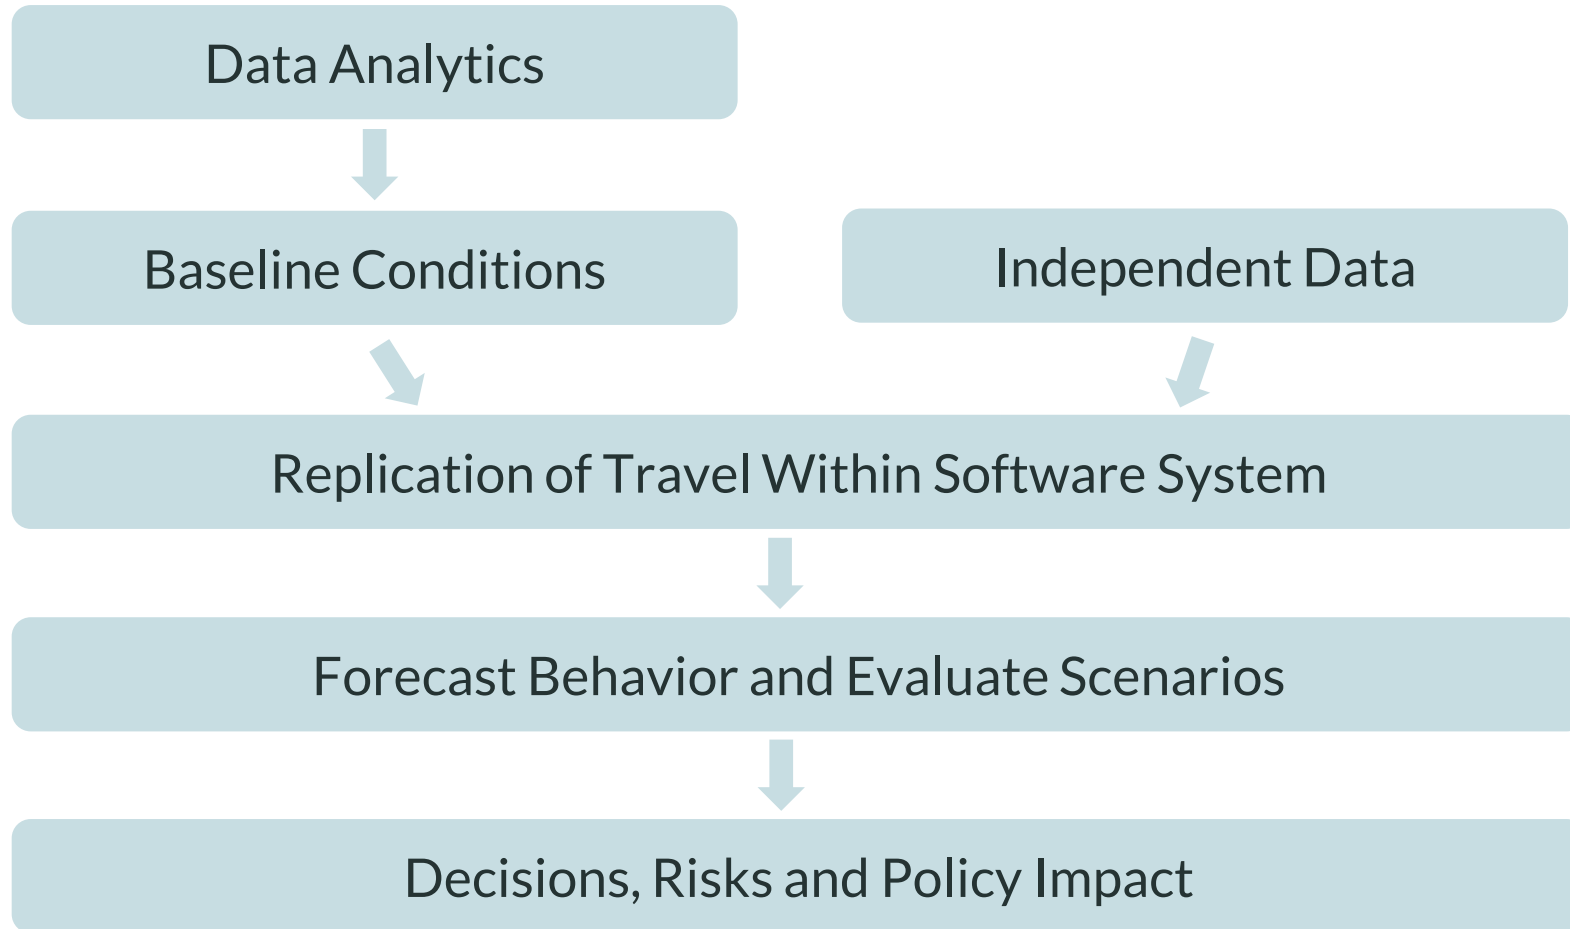 Data Analytics
Baseline Conditions
Independent Data
Replication of Travel Within Software System
Forecast Behavior and Evaluate Scenarios
Decisions, Risks and Policy Impact